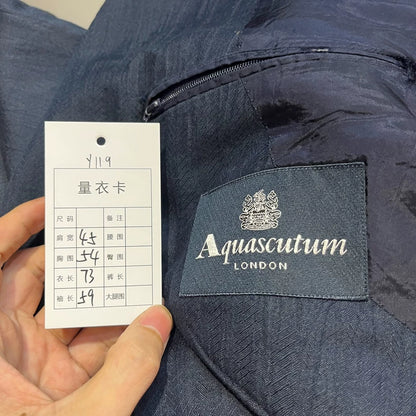 Y119
量衣卡
尺码 备注
肩宽 45 腰围
胸围 54 臀围
衣长 73 裤长
袖长 59 大腿围
Aquascutum
LONDON